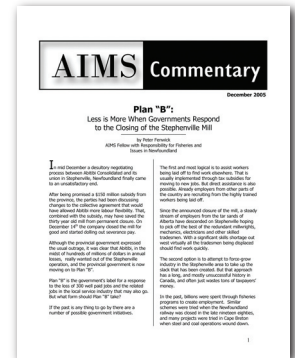 AIMS Commentary
December 2005
Plan "B":
Less is More When Governments Respond
to the Closing of the Stephenville Mill
by Peter Fenwick
AIMS Fellow with Responsibility for Fisheries and
Issues in Newfoundland
In mid December a desultory negotiating
process between Abitibi Consolidated and its
union in Stephenville, Newfoundland finally came
to an unsatisfactory end.
After being promised a $150 million subsidy from
the province, the parties had been discussing
changes to the collective agreement that would
have allowed Abitibi more labour flexibility. That,
combined with the subsidy, may have saved the
thirty year old mill from permanent closure. On
December 14th the company closed the mill for
good and started doling out severance pay.
Although the provincial government expressed
the usual outrage, it was clear that Abitibi, in the
midst of hundreds of millions of dollars in annual
losses, really wanted out of the Stephenville
operation, and the provincial government is now
moving on to Plan "B".
Plan "B" is the government's label for a response
to the loss of 300 well paid jobs and the related
jobs in the local service industry that may also go.
But what form should Plan "B" take?
If the past is any thing to go by there are a
number of possible government initiatives.
The first and most topical is to assist workers
being laid off to find work elsewhere. That is
usually implemented through tax subsidies for
moving to new jobs. But direct assistance is also
possible. Already employers from other parts of
the country are recruiting from the highly trained
workers being laid off.
Since the announced closure of the mill, a steady
stream of employers from the tar sands of
Alberta have descended on Stephenville hoping
to pick off the best of the redundant millwrights,
mechanics, electricians and other skilled
tradesmen. With a significant skills shortage out
west virtually all the tradesmen being displaced
should find work quickly.
The second option is to attempt to force-grow
industry in the Stephenville area to take up the
slack that has been created. But that approach
has a long, and mostly unsuccessful history in
Canada, and often just wastes tons of taxpayers'
money.
In the past, billions were spent through fisheries
programs to create employment. Similar
schemes were tried when the Newfoundland
railway was closed in the late nineteen eighties,
and many projects were tried in Cape Breton
when steel and coal operations wound down.
1